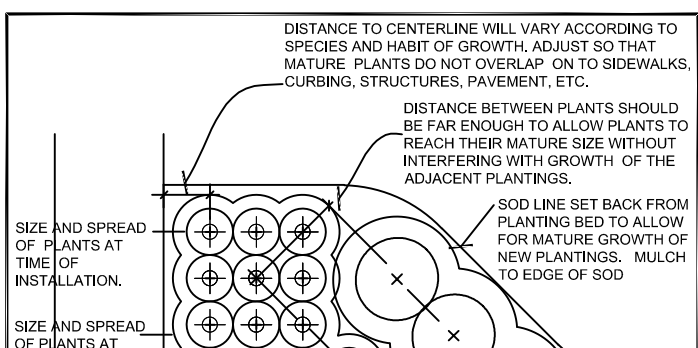 DISTANCE TO CENTERLINE WILL VARY ACCORDING TO
SPECIES AND HABIT OF GROWTH. ADJUST SO THAT
MATURE PLANTS DO NOT OVERLAP ON TO SIDEWALKS,
CURBING, STRUCTURES, PAVEMENT, ETC.
DISTANCE BETWEEN PLANTS SHOULD
BE FAR ENOUGH TO ALLOW PLANTS TO
REACH THEIR MATURE SIZE WITHOUT
INTERFERING WITH GROWTH OF THE
ADJACENT PLANTINGS.
SOD LINE SET BACK FROM
PLANTING BED TO ALLOW
FOR MATURE GROWTH OF
NEW PLANTINGS. MULCH
TO EDGE OF SOD
SIZE AND SPREAD
OF PLANTS AT
TIME OF
INSTALLATION.
SIZE AND SPREAD
OF PLANTS AT